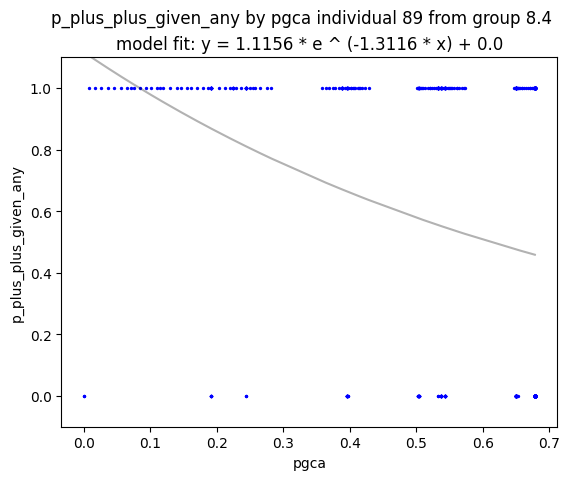 p_plus_plus_given_any by pgca individual 89 from group 8.4
model fit: y = 1.1156 * e ^ (-1.3116 * x) + 0.0
p_plus_plus_given_any
1.0
0.8
0.6
0.4
0.2
0.0
0.0 0.1 0.2 0.3 0.4 0.5 0.6 0.7
pgca